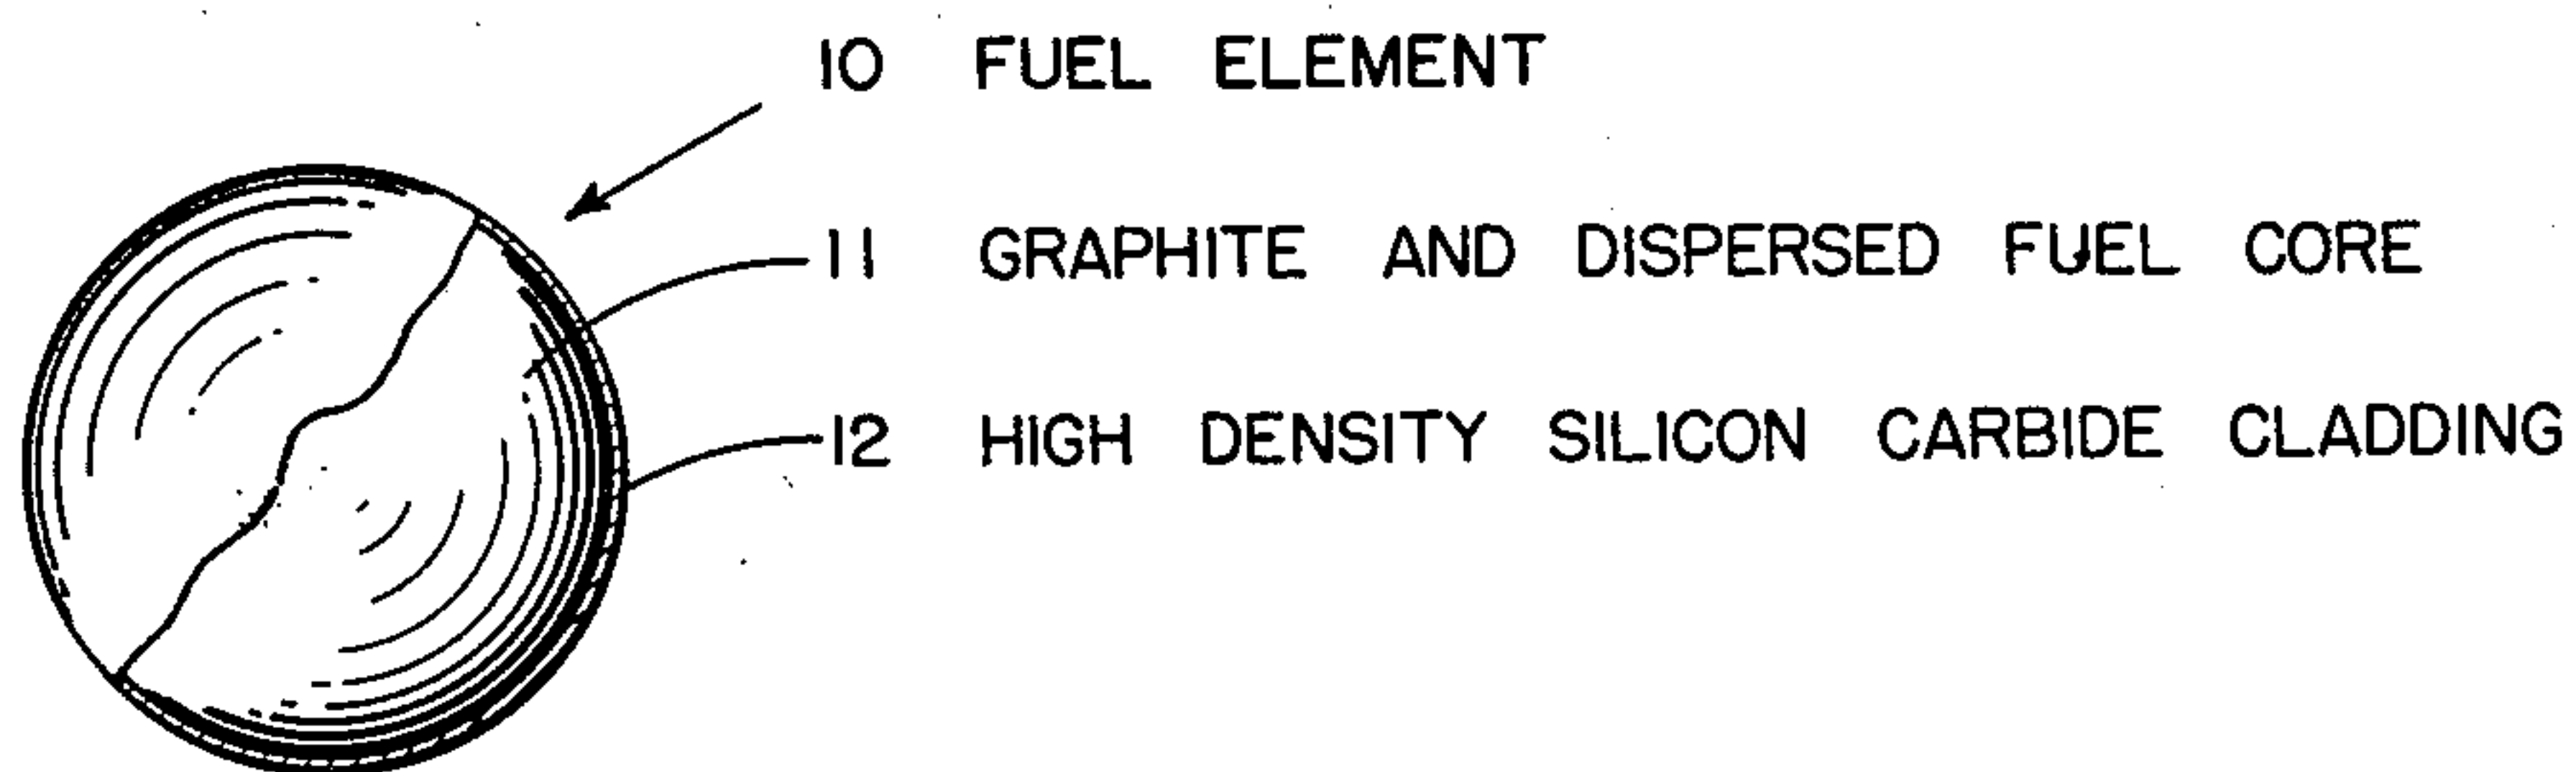 10 FUEL ELEMENT
11 GRAPHITE AND DISPERSED FUEL CORE
12 HIGH DENSITY SILICON CARBIDE CLADDING